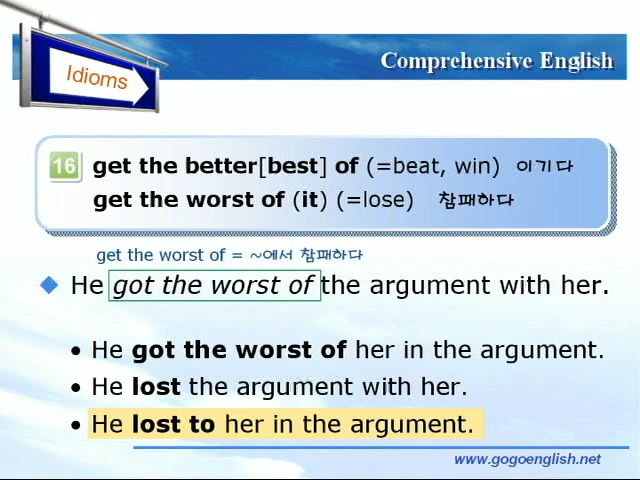 Idioms
Comprehensive English
16 get the better[best] of (=beat, win) 이기다
get the worst of (it) (=lose) 참패하다
get the worst of = ~에서 참패하다
◆ He got the worst of the argument with her.
• He got the worst of her in the argument.
• He lost the argument with her.
• He lost to her in the argument.
www.gogoenglish.net